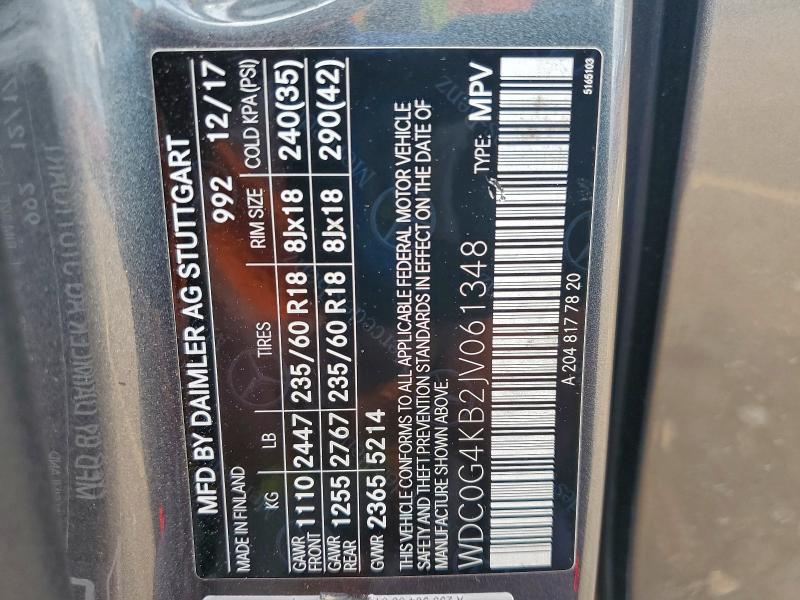 MFD BY DAIMLER AG STUTTGART
MADE IN FINLAND 992 12/17
KG LB TIRES RIM SIZE COLD KPA(PSI)
GAWR FRONT 1110 2447 235/60 R18 8Jx18 240(35)
GAWR REAR 1255 2767 235/60 R18 8Jx18 290(42)
GVWR 2365 5214
THIS VEHICLE CONFORMS TO ALL APPLICABLE FEDERAL MOTOR VEHICLE
SAFETY AND THEFT PREVENTION STANDARDS IN EFFECT ON THE DATE OF
MANUFACTURE SHOWN ABOVE.
WDC0G4KB2JV061348 TYPE: MPV
A 204 817 78 20
5165103